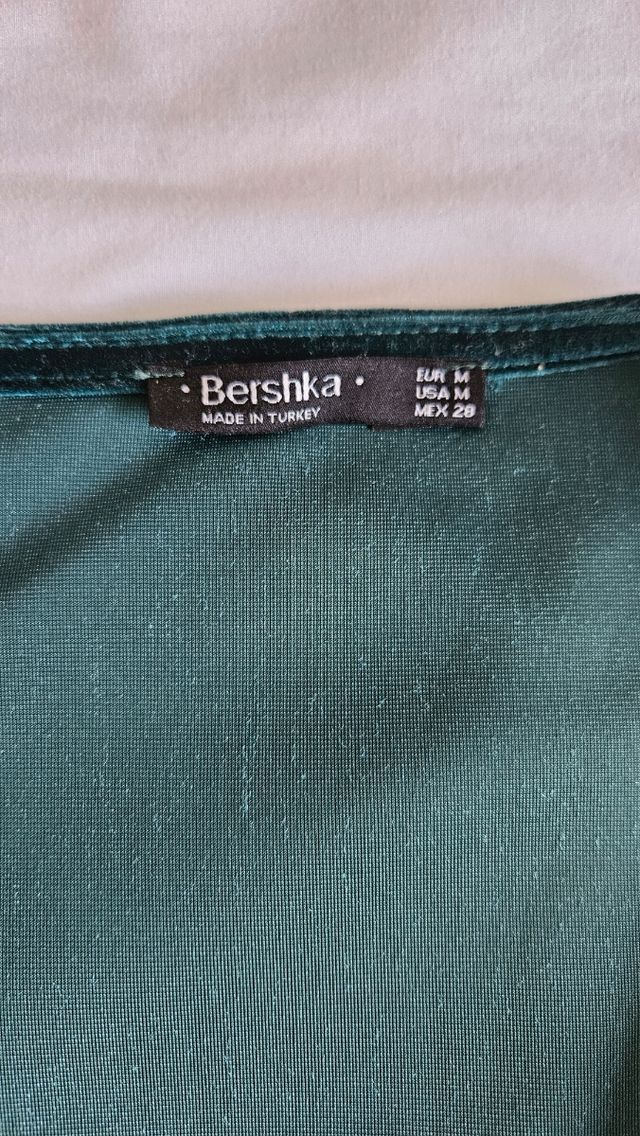 • Bershka •
MADE IN TURKEY
EUR M
USA M
MEX 28